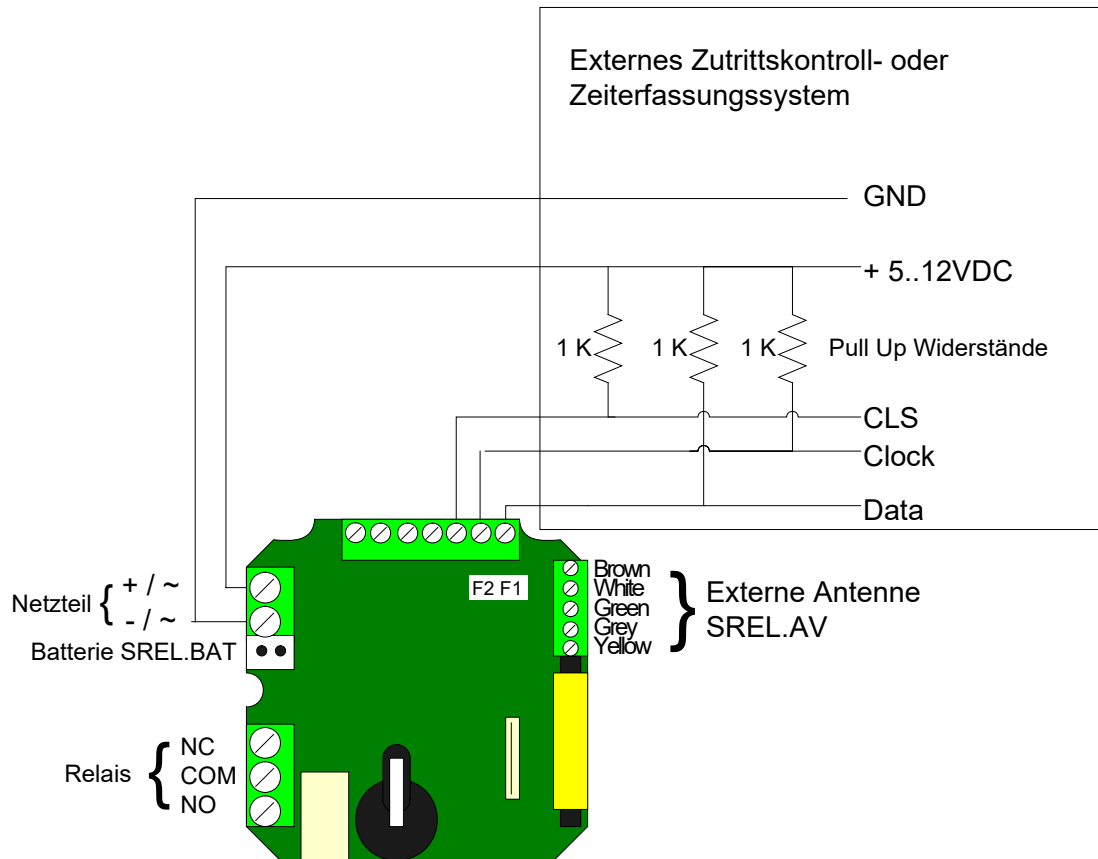 Externes Zutrittskontroll- oder
Zeiterfassungssystem
GND
+ 5..12VDC
1 K
1 K
1 K
Pull Up Widerstände
CLS
Clock
Data
F2 F1
Brown
White
Green
Grey
Yellow
Externe Antenne
SREL.AV
Netzteil
+ / ~
- / ~
Batterie SREL.BAT
Relais
NC
COM
NO